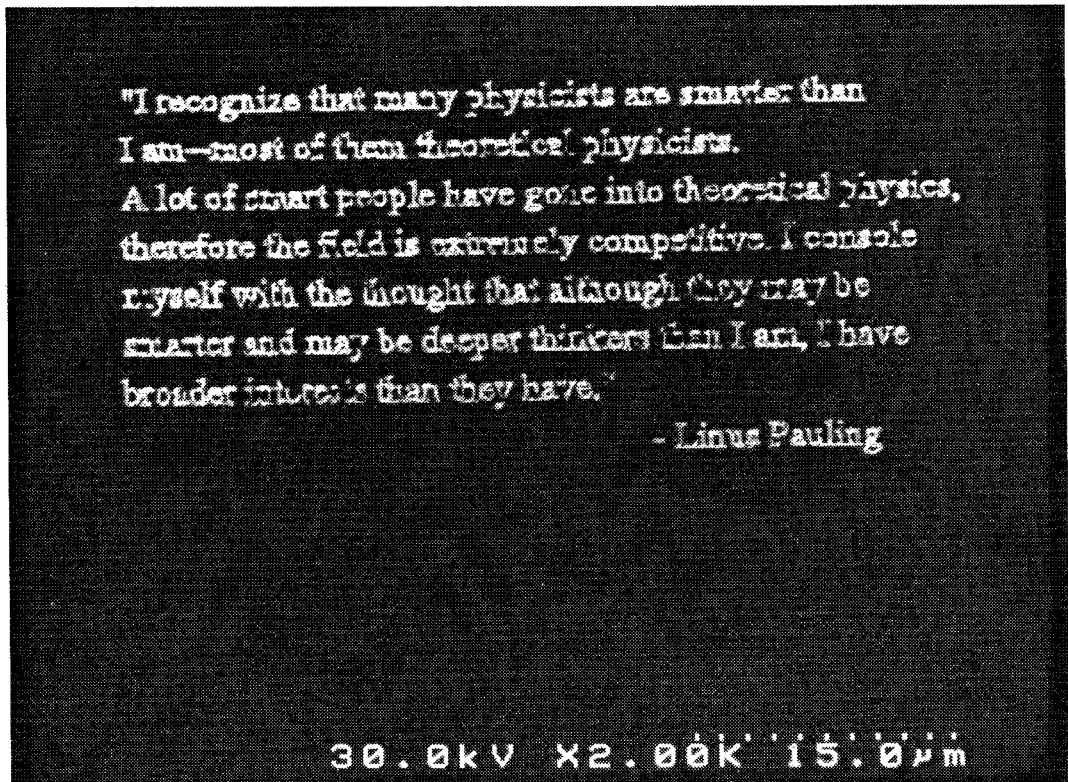 "I recognize that many physicists are smarter than
I am—most of them theoretical physicists.
A lot of smart people have gone into theoretical physics,
therefore the field is extremely competitive. I console
myself with the thought that although they may be
smarter and may be deeper thinkers than I am, I have
broader interests than they have."
- Linus Pauling
30.0kV X2.00K 15.0µm